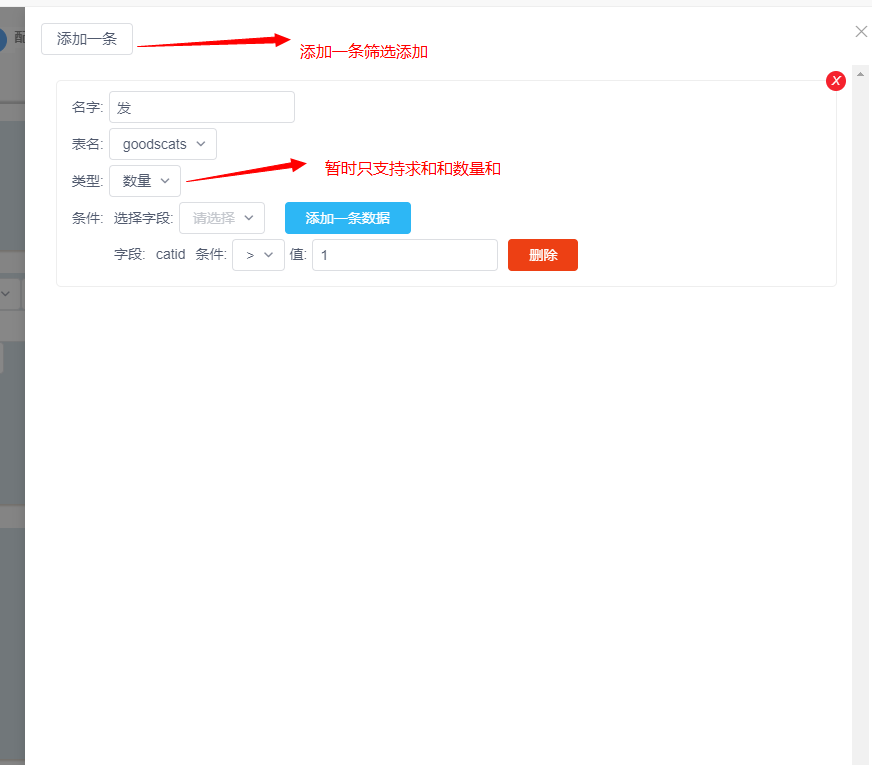 配
添加一条
添加一条筛选添加
X
名字: 发
表名: goodscats
类型: 数量
暂时只支持求和和数量和
条件: 选择字段: 请选择 添加一条数据
字段: catid 条件: > 值: 1 删除